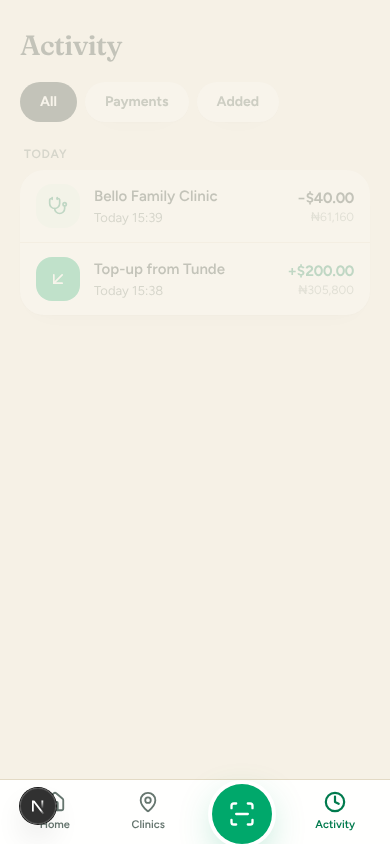 Activity
All
Payments
Added
TODAY
Bello Family Clinic
−$40.00
Today 15:39
₦61,160
Top-up from Tunde
+$200.00
Today 15:38
₦305,800
N
Home
Clinics
Activity